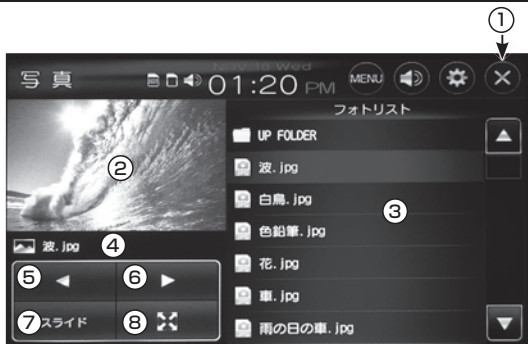 ①
写真 NOV 18 Wed 01:20 PM MENU
フォトリスト
UP FOLDER
②
波.jpg
白鳥.jpg
③
色鉛筆.jpg
④ 波.jpg
花.jpg
⑤ ◀ ⑥ ▶
車.jpg
⑦ スライド ⑧
雨の日の車.jpg